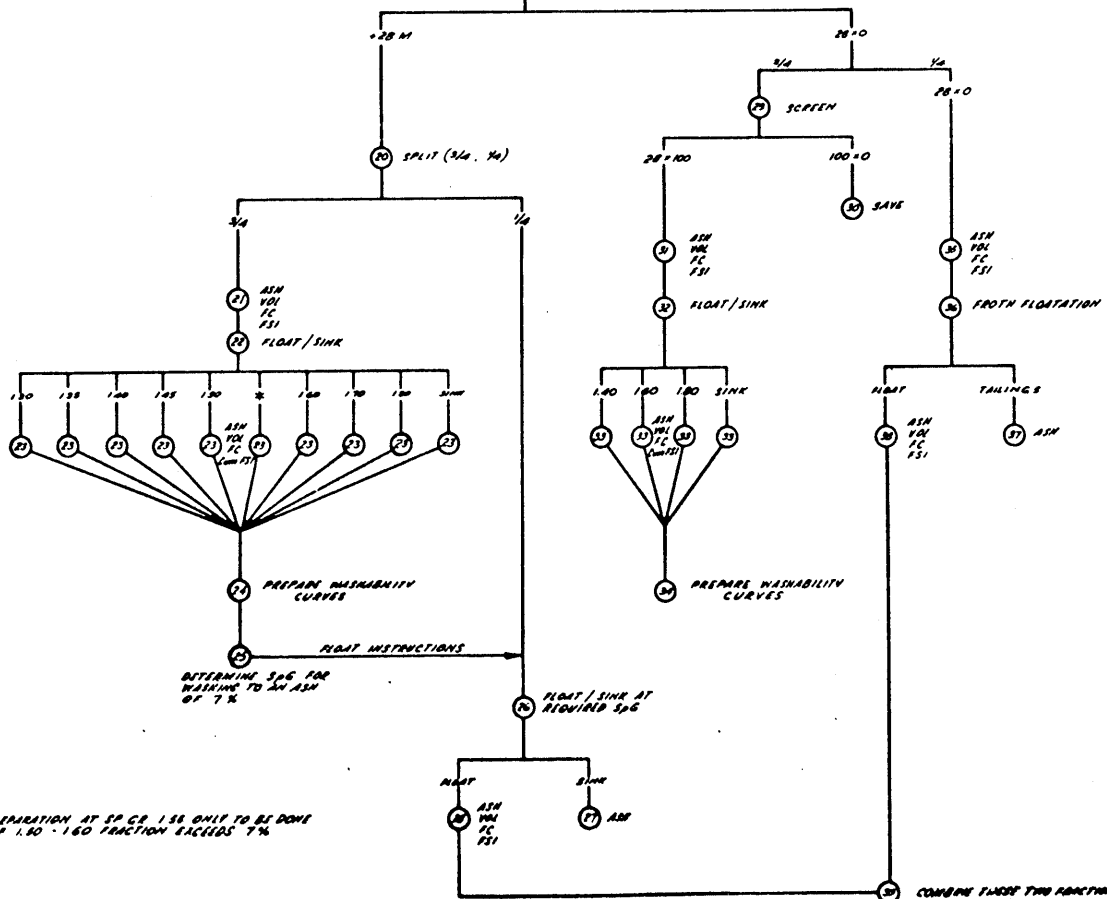 +28 M
28 × 0
3/4
1/4
28 × 0
29 SCREEN
20 SPLIT (3/4, 1/4)
28 × 100
100 × 0
30 SAVE
3/4
1/4
31 ASH
VOL
FC
FSI
35 ASH
VOL
FC
FSI
21 ASH
VOL
FC
FSI
32 FLOAT/SINK
36 FROTH FLOATATION
22 FLOAT/SINK
1.30 1.35 1.40 1.45 1.50 * 1.60 1.70 1.80 SINK
1.40 1.60 1.80 SINK
FLOAT
TAILINGS
23 23 23 23 23 ASH
VOL
FC
Cum FSI
23 23 23 23 23
33 33 ASH
VOL
FC
Cum FSI
33 33
38 ASH
VOL
FC
FSI
37 ASH
24 PREPARE WASHABILITY
CURVES
34 PREPARE WASHABILITY
CURVES
25 FLOAT INSTRUCTIONS
DETERMINE SpG FOR
WASHING TO AN ASH
OF 7%
26 FLOAT/SINK AT
REQUIRED SpG
FLOAT
SINK
28 ASH
VOL
FC
FSI
27 ASH
EPARATION AT SP GR 1.55 ONLY TO BE DONE
F 1.50 - 1.60 FRACTION EXCEEDS 7%
COMBINE THESE TWO FRACTION